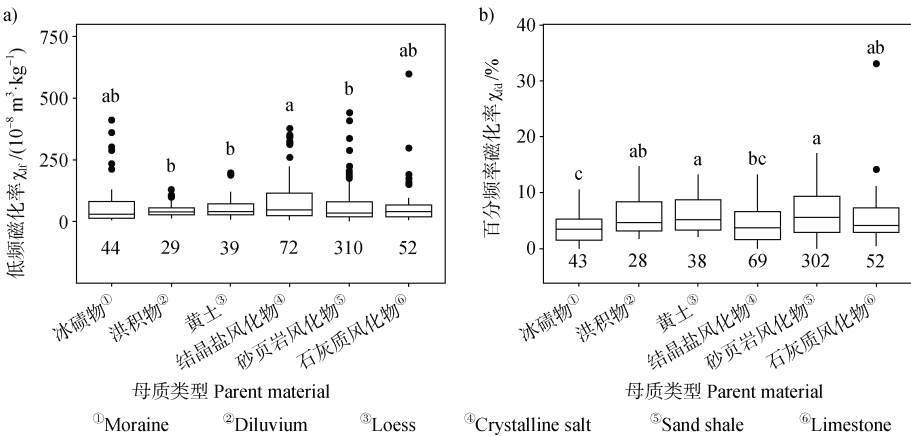 a)
低频磁化率χlf /(10⁻⁸ m³·kg⁻¹)
750
500
250
0
ab
b
b
a
b
ab
44
29
39
72
310
52
冰碛物①
洪积物②
黄土③
结晶盐风化物④
砂页岩风化物⑤
石灰质风化物⑥
母质类型 Parent material
b)
百分频率磁化率χfd /%
40
30
20
10
0
c
ab
a
bc
a
ab
43
28
38
69
302
52
冰碛物①
洪积物②
黄土③
结晶盐风化物④
砂页岩风化物⑤
石灰质风化物⑥
母质类型 Parent material
①Moraine ②Diluvium ③Loess ④Crystalline salt ⑤Sand shale ⑥Limestone